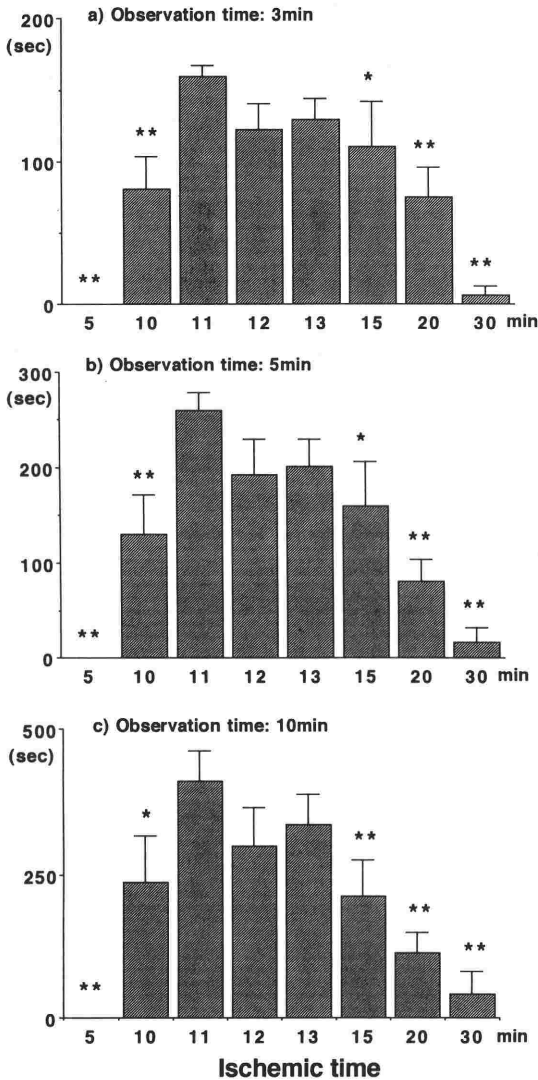 a) Observation time: 3min
200
(sec)
100
0
*
**
**
**
**
5 10 11 12 13 15 20 30 min
b) Observation time: 5min
300
(sec)
200
100
0
*
**
**
**
**
5 10 11 12 13 15 20 30 min
c) Observation time: 10min
500
(sec)
250
0
*
**
**
**
**
5 10 11 12 13 15 20 30 min
Ischemic time